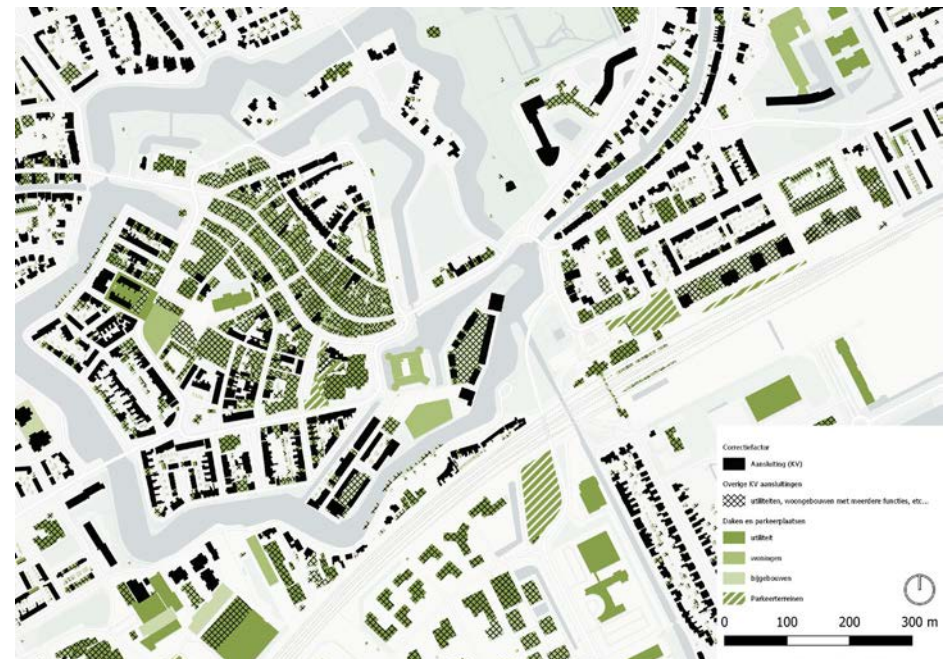 Correctiefactor
Aansluiting (KV)
Overige KV aansluitingen
utiliteiten, woongebouwen met meerdere functies, etc...
Daken en parkeerplaatsen
utiliteit
woningen
bijgebouwen
Parkeerterreinen
0 100 200 300 m